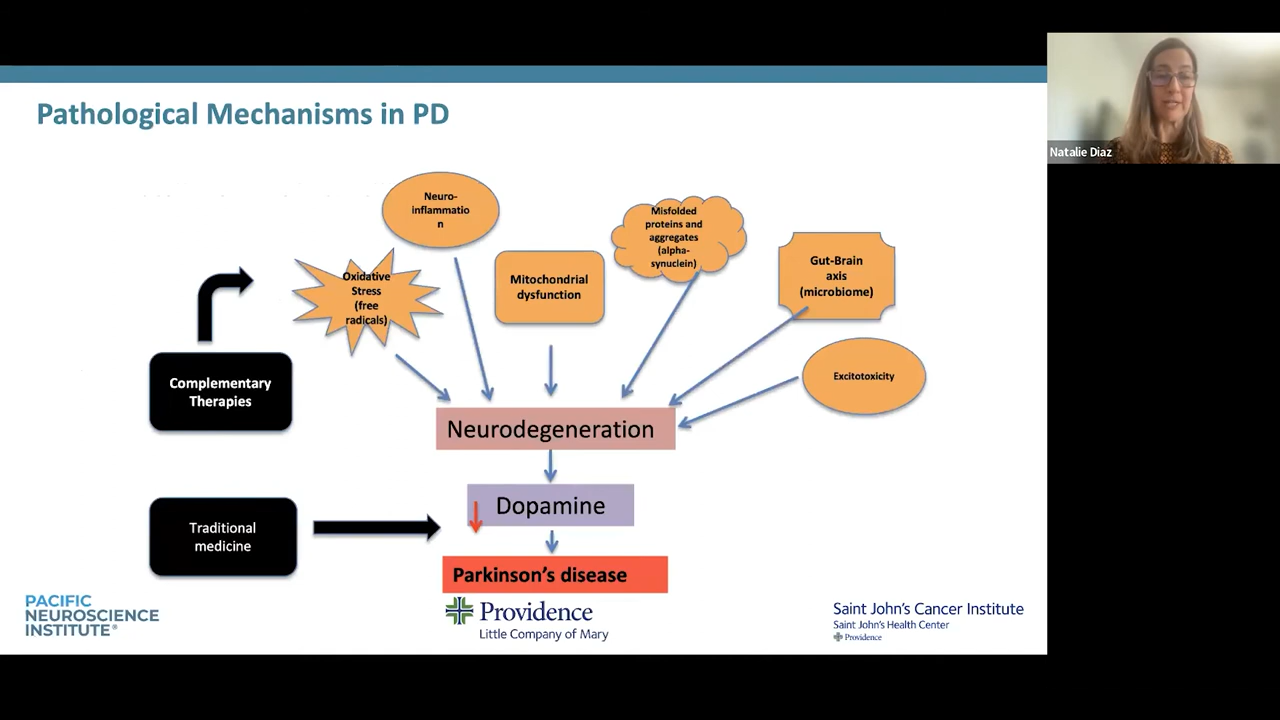 Pathological Mechanisms in PD
Natalie Diaz
Neuro-
inflammatio
n
Misfolded
proteins and
aggregates
(alpha-
synuclein)
Oxidative
Stress
(free
radicals)
Mitochondrial
dysfunction
Gut-Brain
axis
(microbiome)
Complementary
Therapies
Excitotoxicity
Neurodegeneration
Dopamine
Traditional
medicine
Parkinson's disease
PACIFIC
NEUROSCIENCE
INSTITUTE®
Providence
Little Company of Mary
Saint John's Cancer Institute
Saint John's Health Center
Providence